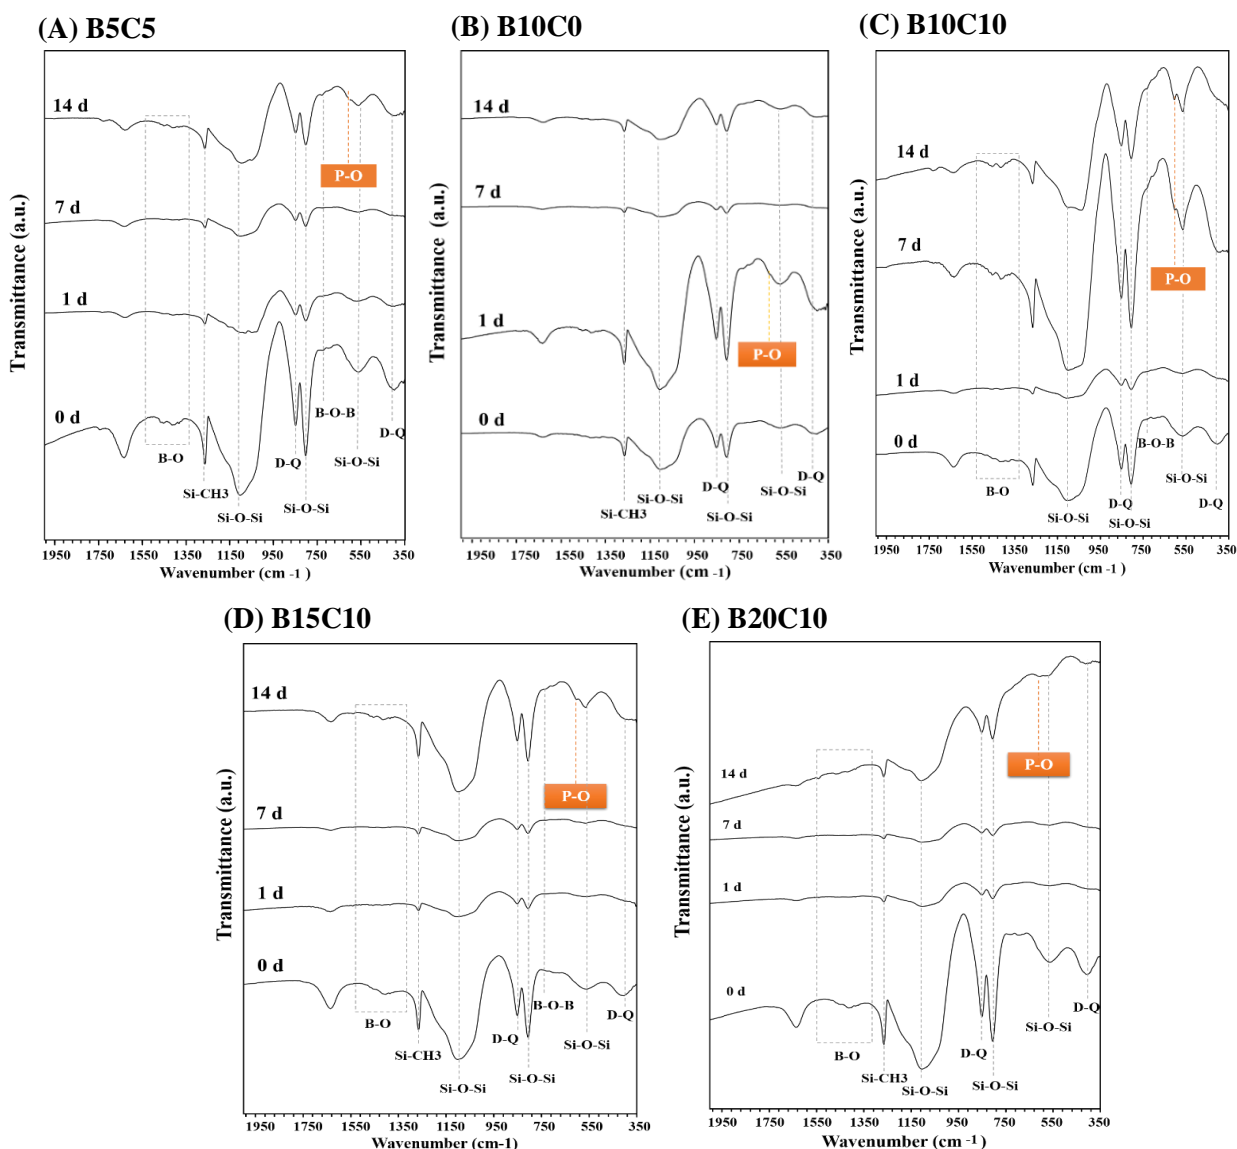 (A) B5C5
14 d
P-O
7 d
1 d
0 d
B-O-B
D-Q
B-O
D-Q
Si-O-Si
Si-CH3
Si-O-Si
Si-O-Si
Transmittance (a.u.)
1950 1750 1550 1350 1150 950 750 550 350
Wavenumber (cm -1 )
(B) B10C0
14 d
7 d
1 d
P-O
0 d
D-Q
Si-O-Si
D-Q
Si-O-Si
Si-CH3
Si-O-Si
Transmittance (a.u.)
1950 1750 1550 1350 1150 950 750 550 350
Wavenumber (cm -1)
(C) B10C10
14 d
7 d
P-O
1 d
0 d
B-O-B
Si-O-Si
B-O
D-Q
D-Q
Si-O-Si
Si-O-Si
Transmittance (a.u.)
1950 1750 1550 1350 1150 950 750 550 350
Wavenumber (cm -1)
(D) B15C10
14 d
P-O
7 d
1 d
0 d
B-O-B
D-Q
B-O
D-Q
Si-O-Si
Si-CH3
Si-O-Si
Si-O-Si
Transmittance (a.u.)
1950 1750 1550 1350 1150 950 750 550 350
Wavenumber (cm-1)
(E) B20C10
14 d
P-O
7 d
1 d
0 d
D-Q
Si-O-Si
B-O
D-Q
Si-CH3
Si-O-Si
Si-O-Si
Transmittance (a.u.)
1950 1750 1550 1350 1150 950 750 550 350
Wavenumber (cm -1)